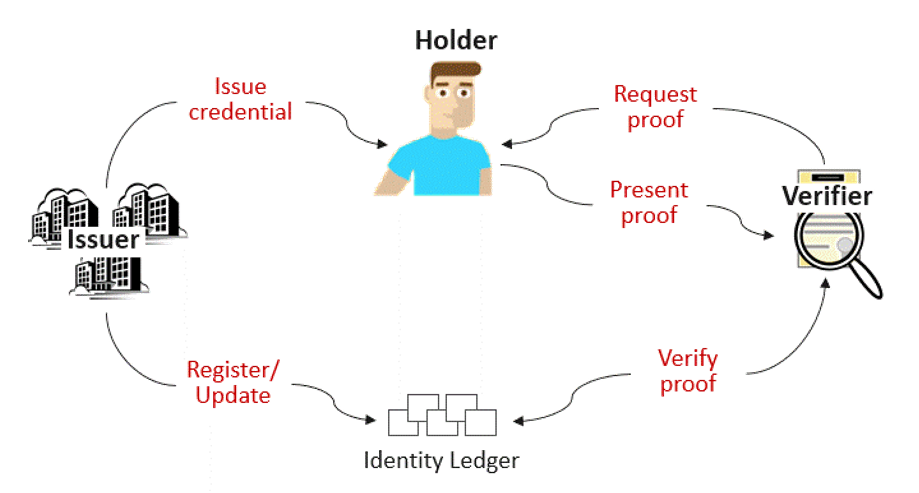 Holder
Issue
credential
Request
proof
Present
proof
Verifier
Issuer
Register/
Update
Verify
proof
Identity Ledger